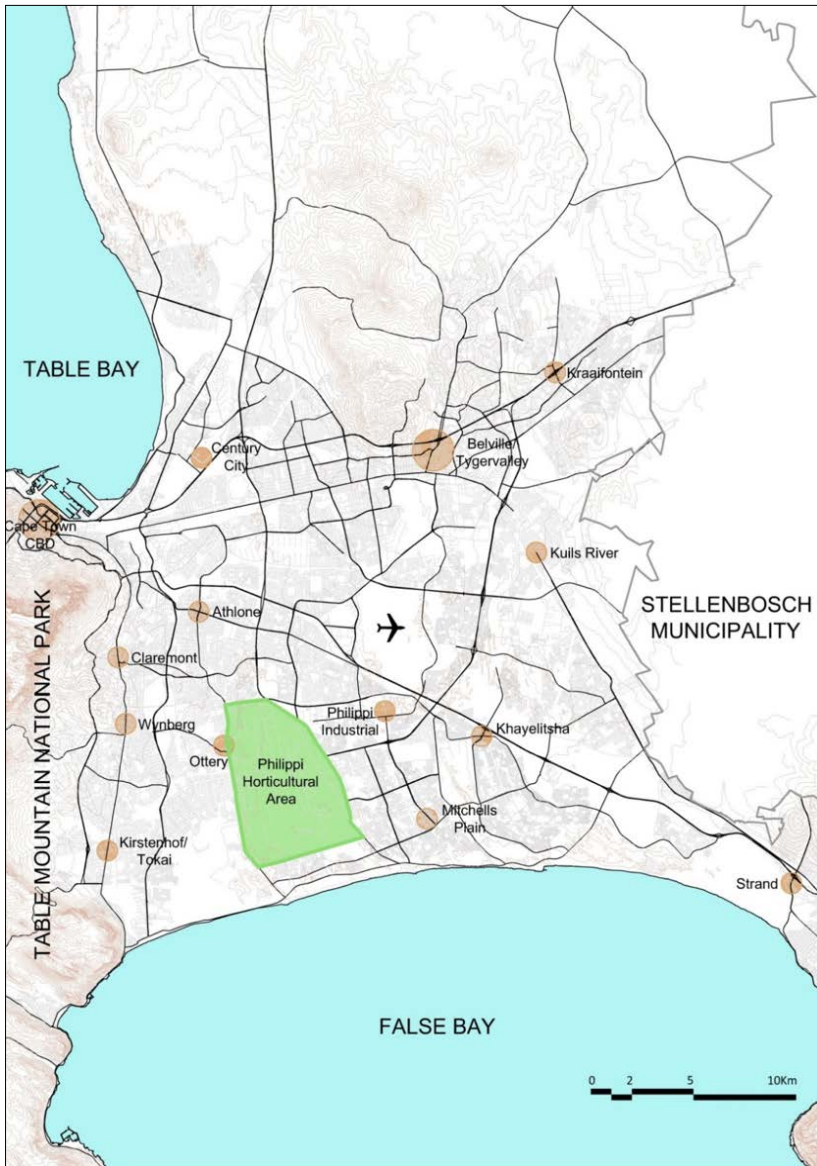 TABLE BAY
Kraaifontein
Century
City
Belville/
Tygervalley
Cape Town
CBD
Kuils River
STELLENBOSCH
MUNICIPALITY
Athlone
TABLE MOUNTAIN NATIONAL PARK
Claremont
Wynberg
Philippi
Industrial
Khayelitsha
Ottery
Philippi
Horticultural
Area
Mitchells
Plain
Kirstenhof/
Tokai
Strand
FALSE BAY
0 2 5 10Km